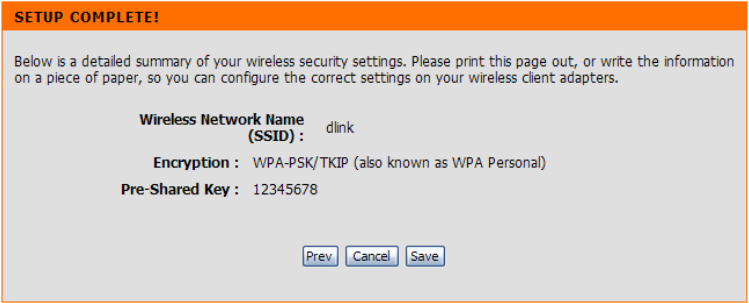 SETUP COMPLETE!
Below is a detailed summary of your wireless security settings. Please print this page out, or write the information
on a piece of paper, so you can configure the correct settings on your wireless client adapters.
Wireless Network Name
(SSID) : dlink
Encryption : WPA-PSK/TKIP (also known as WPA Personal)
Pre-Shared Key : 12345678
Prev Cancel Save